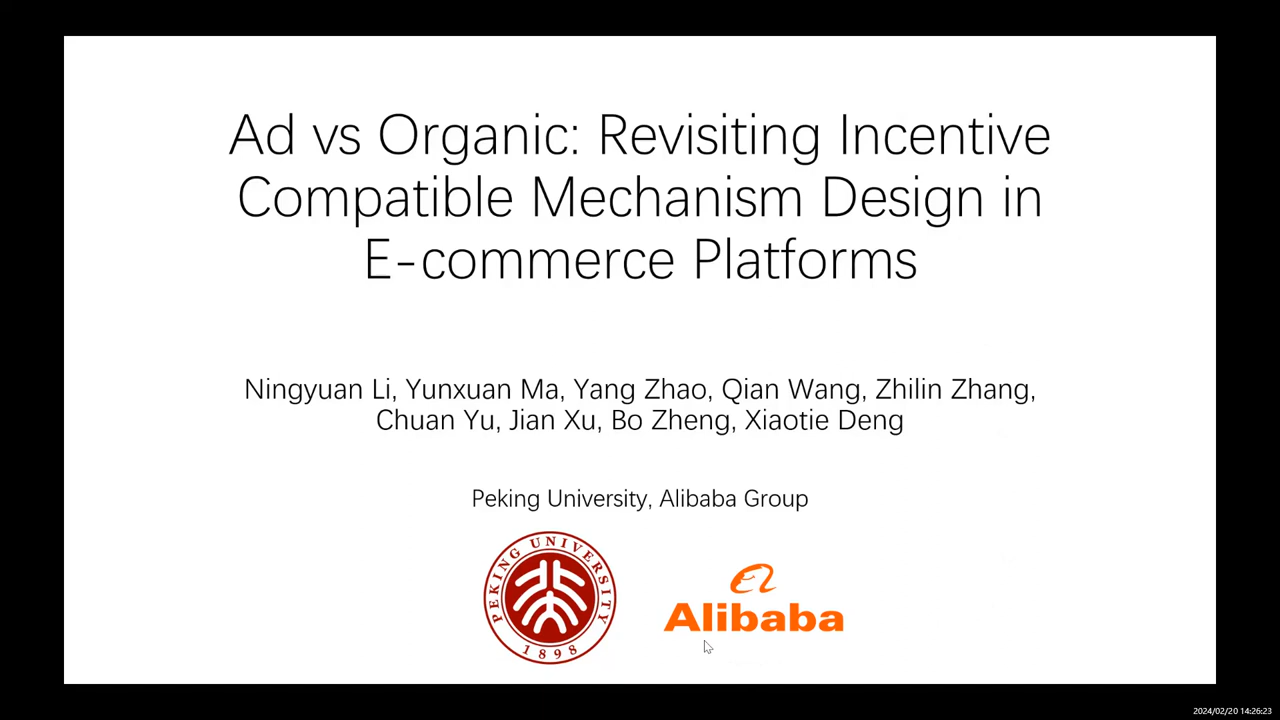 Ad vs Organic: Revisiting Incentive
Compatible Mechanism Design in
E-commerce Platforms
Ningyuan Li, Yunxuan Ma, Yang Zhao, Qian Wang, Zhilin Zhang,
Chuan Yu, Jian Xu, Bo Zheng, Xiaotie Deng
Peking University, Alibaba Group
PEKING UNIVERSITY
1898
Alibaba
2024/02/20 14:26:23